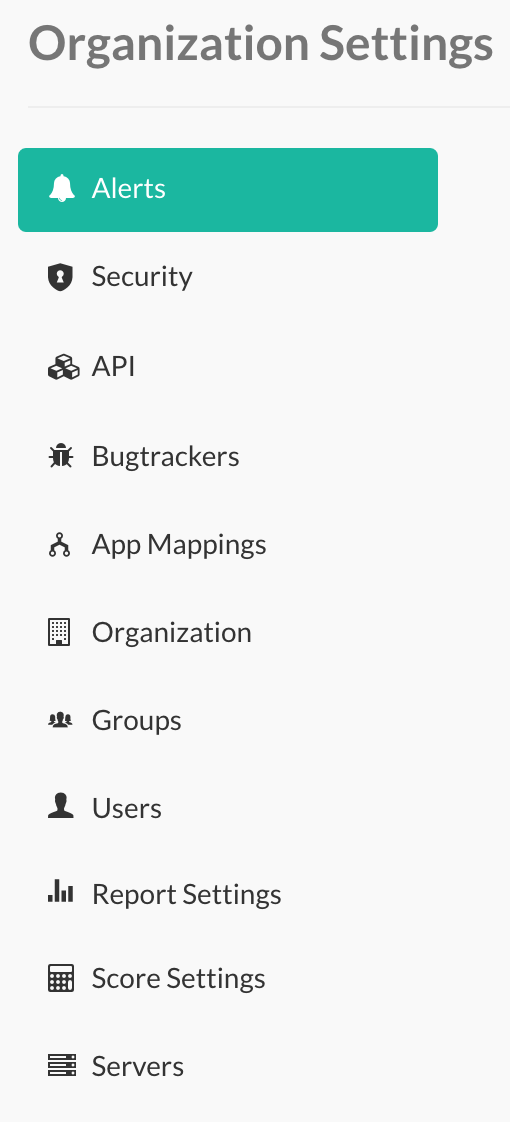 Organization Settings
Alerts
Security
API
Bugtrackers
App Mappings
Organization
Groups
Users
Report Settings
Score Settings
Servers